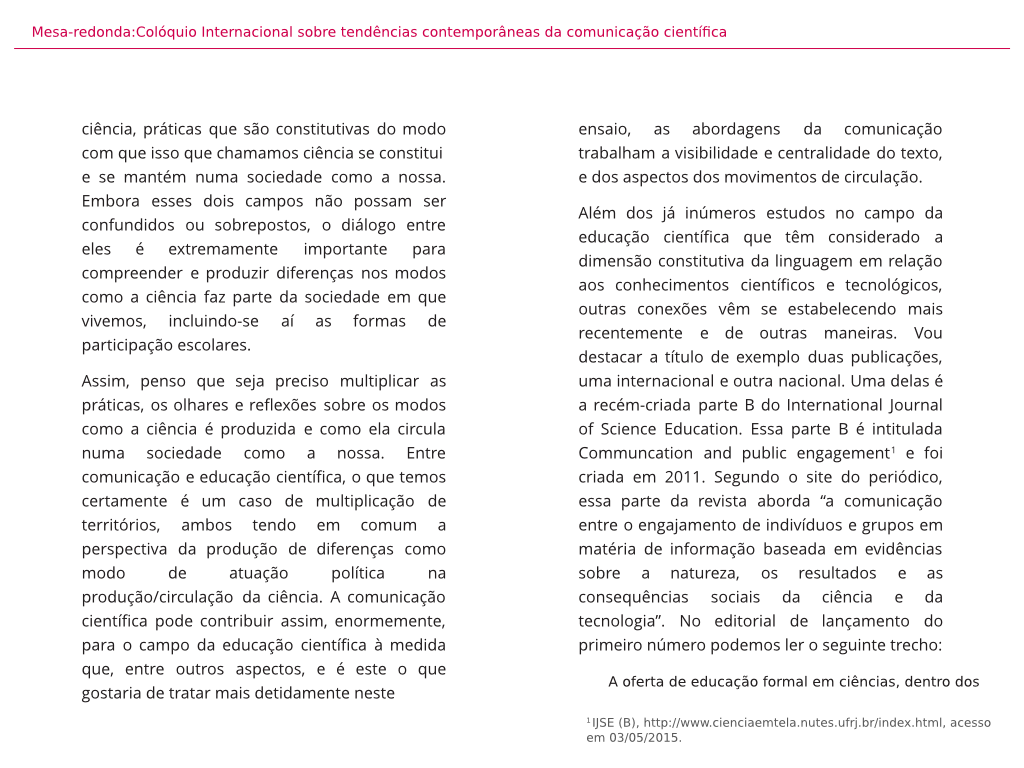 Mesa-redonda:Colóquio Internacional sobre tendências contemporâneas da comunicação científica
ciência, práticas que são constitutivas do modo
com que isso que chamamos ciência se constitui
e se mantém numa sociedade como a nossa.
Embora esses dois campos não possam ser
confundidos ou sobrepostos, o diálogo entre
eles é extremamente importante para
compreender e produzir diferenças nos modos
como a ciência faz parte da sociedade em que
vivemos, incluindo-se aí as formas de
participação escolares.
Assim, penso que seja preciso multiplicar as
práticas, os olhares e reflexões sobre os modos
como a ciência é produzida e como ela circula
numa sociedade como a nossa. Entre
comunicação e educação científica, o que temos
certamente é um caso de multiplicação de
territórios, ambos tendo em comum a
perspectiva da produção de diferenças como
modo de atuação política na
produção/circulação da ciência. A comunicação
científica pode contribuir assim, enormemente,
para o campo da educação científica à medida
que, entre outros aspectos, e é este o que
gostaria de tratar mais detidamente neste
ensaio, as abordagens da comunicação
trabalham a visibilidade e centralidade do texto,
e dos aspectos dos movimentos de circulação.
Além dos já inúmeros estudos no campo da
educação científica que têm considerado a
dimensão constitutiva da linguagem em relação
aos conhecimentos científicos e tecnológicos,
outras conexões vêm se estabelecendo mais
recentemente e de outras maneiras. Vou
destacar a título de exemplo duas publicações,
uma internacional e outra nacional. Uma delas é
a recém-criada parte B do International Journal
of Science Education. Essa parte B é intitulada
Communcation and public engagement¹ e foi
criada em 2011. Segundo o site do periódico,
essa parte da revista aborda “a comunicação
entre o engajamento de indivíduos e grupos em
matéria de informação baseada em evidências
sobre a natureza, os resultados e as
consequências sociais da ciência e da
tecnologia”. No editorial de lançamento do
primeiro número podemos ler o seguinte trecho:
A oferta de educação formal em ciências, dentro dos
¹ IJSE (B), http://www.cienciaemtela.nutes.ufrj.br/index.html, acesso
em 03/05/2015.